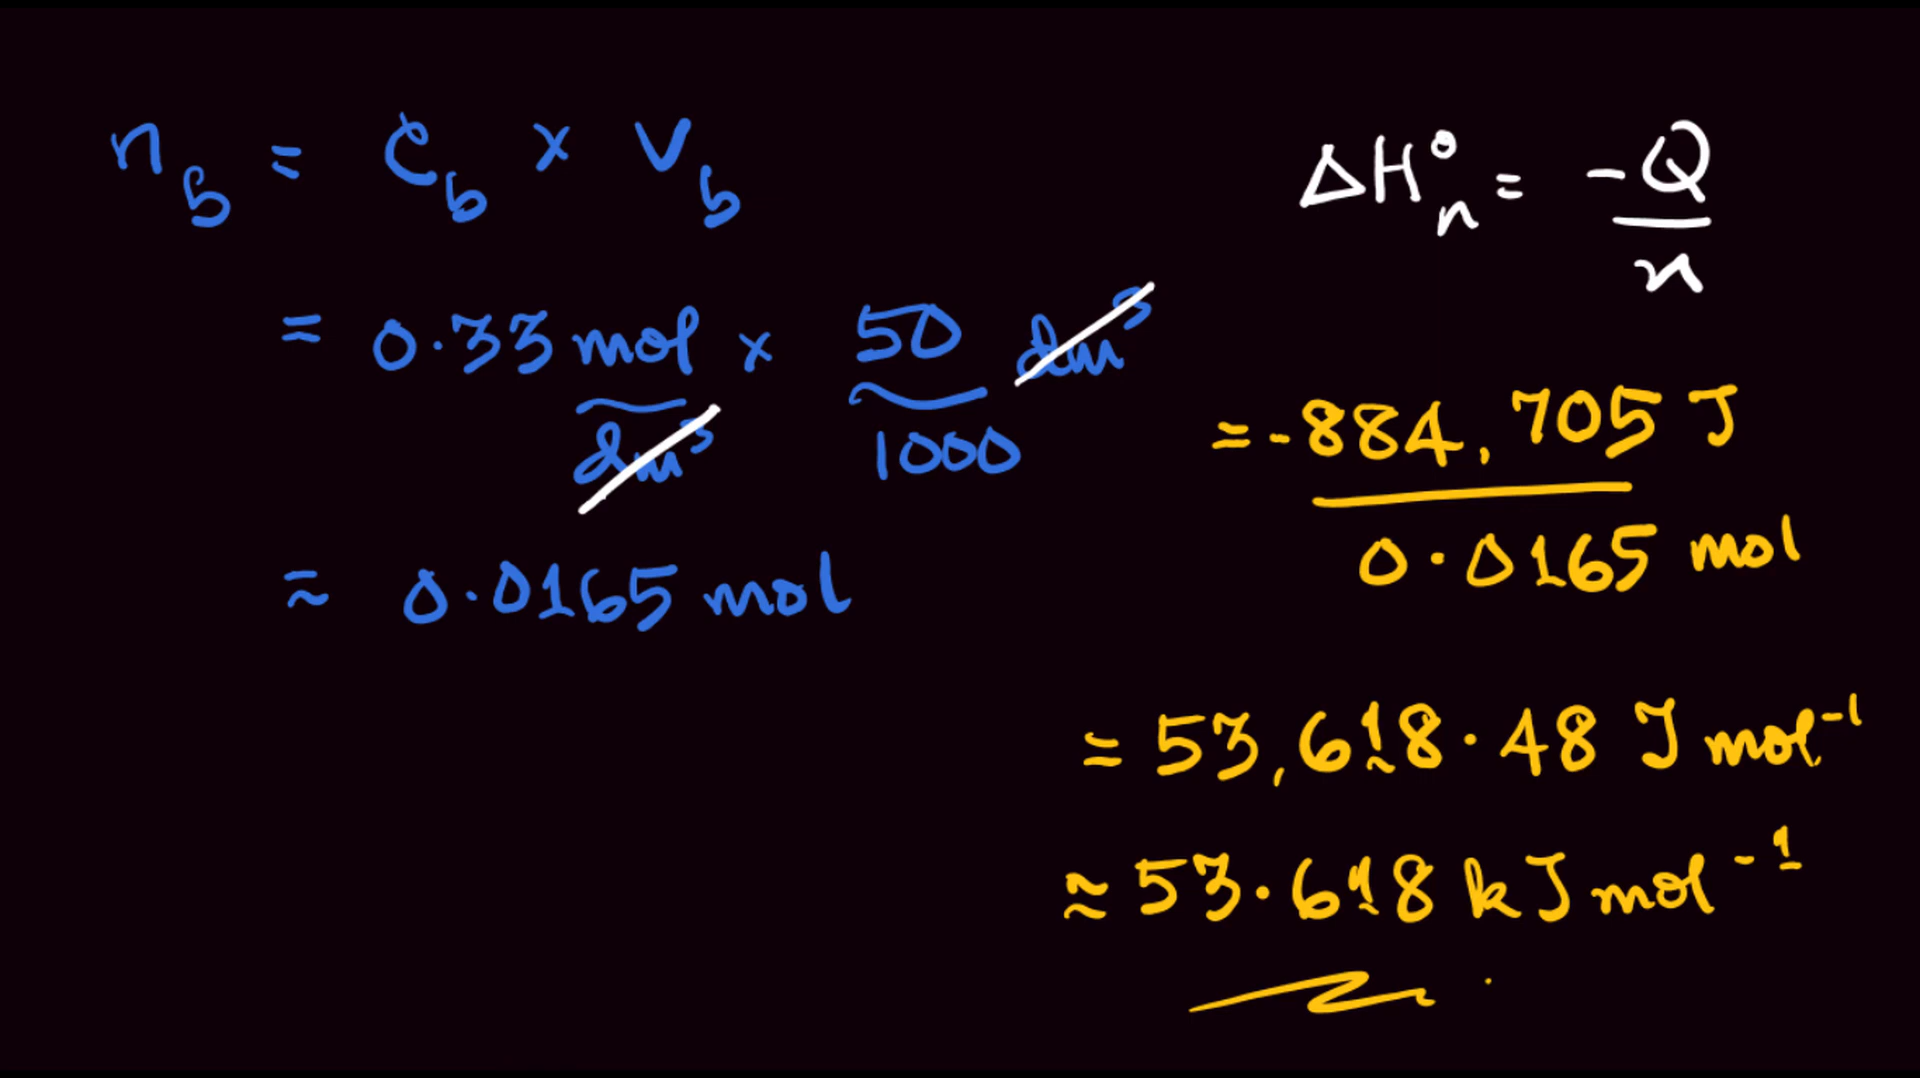 n_b = C_b × V_b
= 0.33 mol/dm³ × 50/1000 dm³
≈ 0.0165 mol
ΔH°_n = -Q/n
= -884,705 J / 0.0165 mol
= 53,618.48 J mol⁻¹
≈ 53.618 kJ mol⁻¹